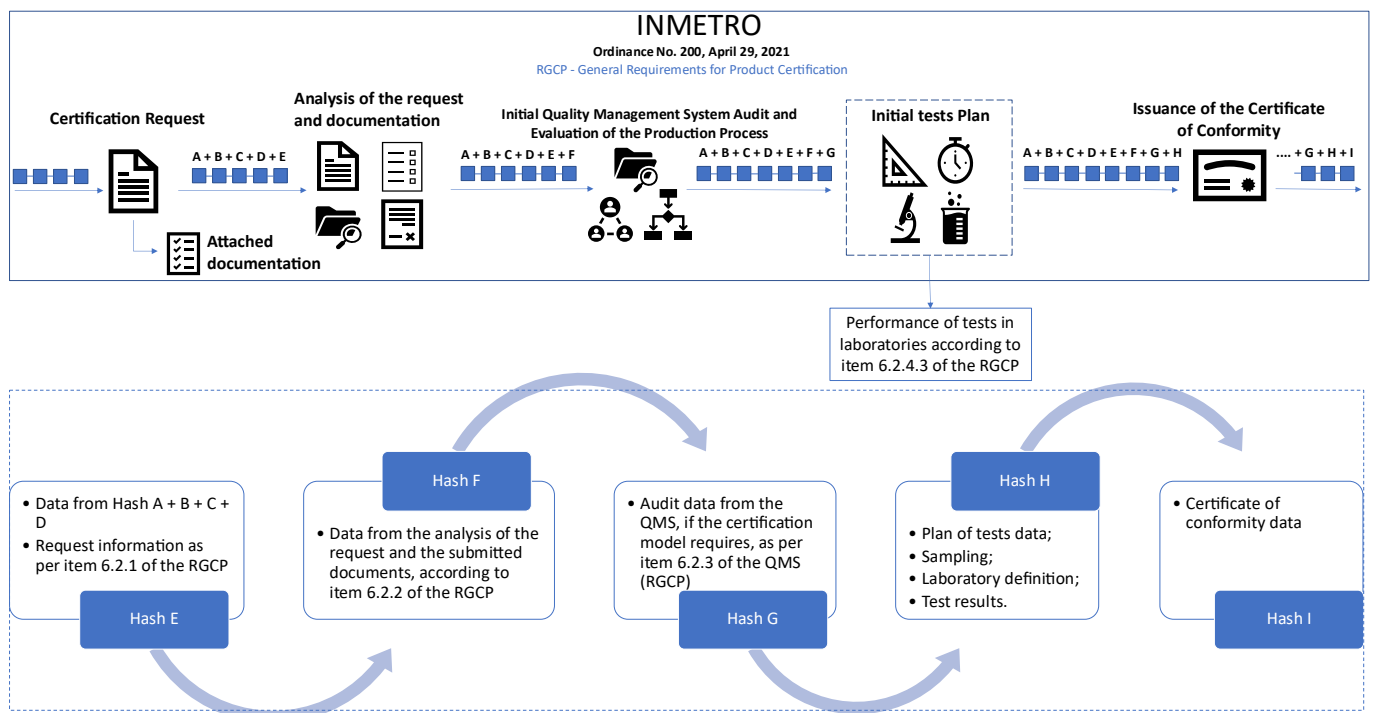 INMETRO
Ordinance No. 200, April 29, 2021
RGCP - General Requirements for Product Certification
Certification Request
A + B + C + D + E
Attached
documentation
Analysis of the request
and documentation
A + B + C + D + E + F
Initial Quality Management System Audit and
Evaluation of the Production Process
A + B + C + D + E + F + G
Initial tests Plan
A + B + C + D + E + F + G + H
Issuance of the Certificate
of Conformity
.... + G + H + I
Performance of tests in
laboratories according to
item 6.2.4.3 of the RGCP
• Data from Hash A + B + C +
D
• Request information as
per item 6.2.1 of the RGCP
Hash E
Hash F
• Data from the analysis of the
request and the submitted
documents, according to
item 6.2.2 of the RGCP
• Audit data from the
QMS, if the certification
model requires, as per
item 6.2.3 of the QMS
(RGCP)
Hash G
Hash H
• Plan of tests data;
• Sampling;
• Laboratory definition;
• Test results.
• Certificate of
conformity data
Hash I